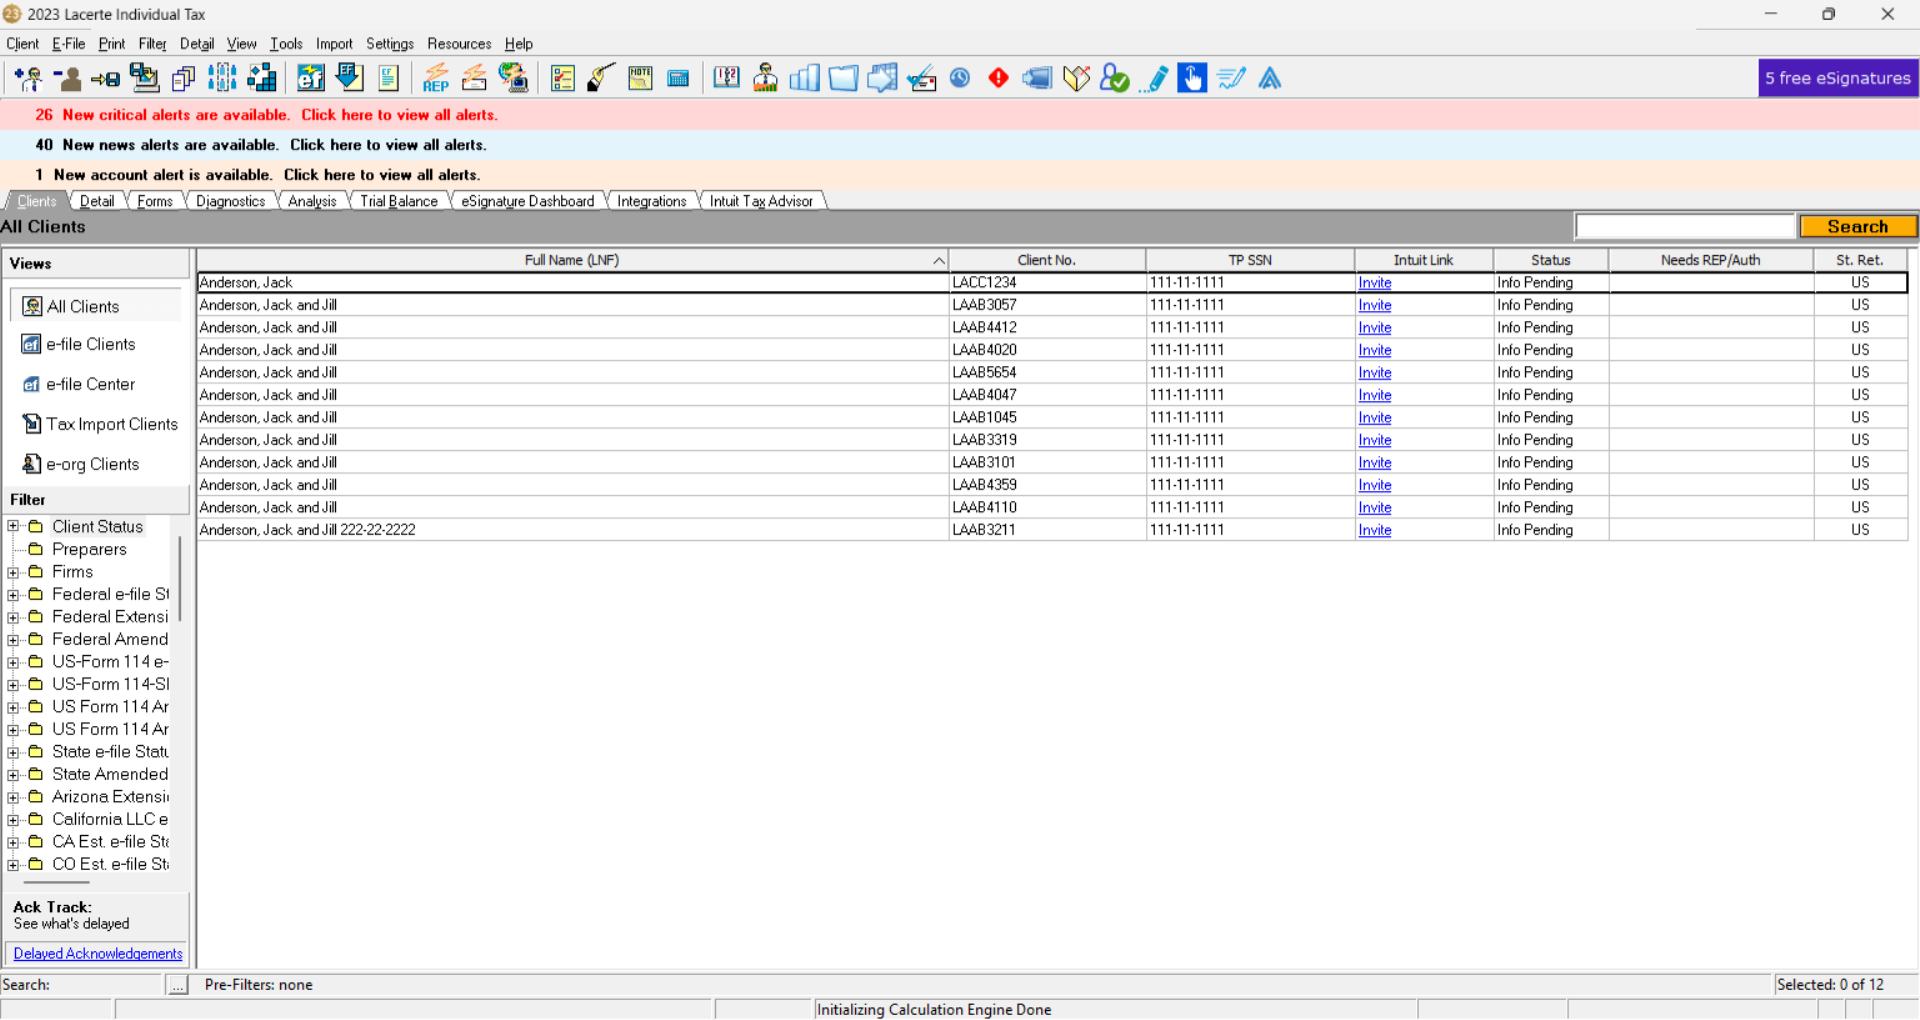 23 2023 Lacerte Individual Tax
Client E-File Print Filter Detail View Tools Import Settings Resources Help
REP NOTE 5 free eSignatures
26 New critical alerts are available. Click here to view all alerts.
40 New news alerts are available. Click here to view all alerts.
1 New account alert is available. Click here to view all alerts.
Clients Detail Forms Diagnostics Analysis Trial Balance eSignature Dashboard Integrations Intuit Tax Advisor
All Clients Search
Views
All Clients
ef e-file Clients
ef e-file Center
Tax Import Clients
e-org Clients
Filter
Client Status
Preparers
Firms
Federal e-file St
Federal Extensi
Federal Amend
US-Form 114 e-
US-Form 114-SI
US Form 114 Ar
US Form 114 Ar
State e-file Statu
State Amended
Arizona Extensi
California LLC e
CA Est. e-file Sta
CO Est. e-file Sta
Ack Track:
See what's delayed
Delayed Acknowledgements
Full Name (LNF) Client No. TP SSN Intuit Link Status Needs REP/Auth St. Ret.
Anderson, Jack LACC1234 111-11-1111 Invite Info Pending US
Anderson, Jack and Jill LAAB3057 111-11-1111 Invite Info Pending US
Anderson, Jack and Jill LAAB4412 111-11-1111 Invite Info Pending US
Anderson, Jack and Jill LAAB4020 111-11-1111 Invite Info Pending US
Anderson, Jack and Jill LAAB5654 111-11-1111 Invite Info Pending US
Anderson, Jack and Jill LAAB4047 111-11-1111 Invite Info Pending US
Anderson, Jack and Jill LAAB1045 111-11-1111 Invite Info Pending US
Anderson, Jack and Jill LAAB3319 111-11-1111 Invite Info Pending US
Anderson, Jack and Jill LAAB3101 111-11-1111 Invite Info Pending US
Anderson, Jack and Jill LAAB4359 111-11-1111 Invite Info Pending US
Anderson, Jack and Jill LAAB4110 111-11-1111 Invite Info Pending US
Anderson, Jack and Jill 222-22-2222 LAAB3211 111-11-1111 Invite Info Pending US
Search: ... Pre-Filters: none Selected: 0 of 12
Initializing Calculation Engine Done